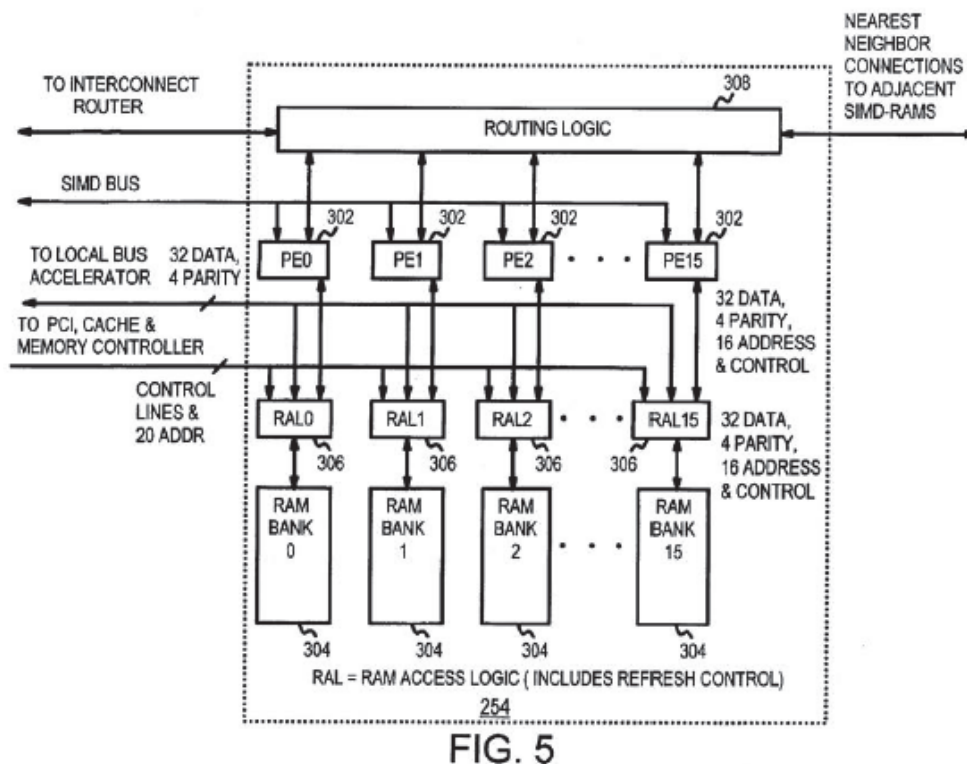 NEAREST
NEIGHBOR
CONNECTIONS
TO ADJACENT
SIMD-RAMS
TO INTERCONNECT
ROUTER
308
ROUTING LOGIC
SIMD BUS
302
302
302
302
PE0
PE1
PE2
• • •
PE15
TO LOCAL BUS
ACCELERATOR
32 DATA,
4 PARITY
32 DATA,
4 PARITY,
16 ADDRESS
& CONTROL
TO PCI, CACHE &
MEMORY CONTROLLER
CONTROL
LINES &
20 ADDR
RAL0
RAL1
RAL2
• • •
RAL15
306
306
306
306
32 DATA,
4 PARITY,
16 ADDRESS
& CONTROL
RAM
BANK
0
RAM
BANK
1
RAM
BANK
2
• • •
RAM
BANK
15
304
304
304
304
RAL = RAM ACCESS LOGIC ( INCLUDES REFRESH CONTROL)
254
FIG. 5